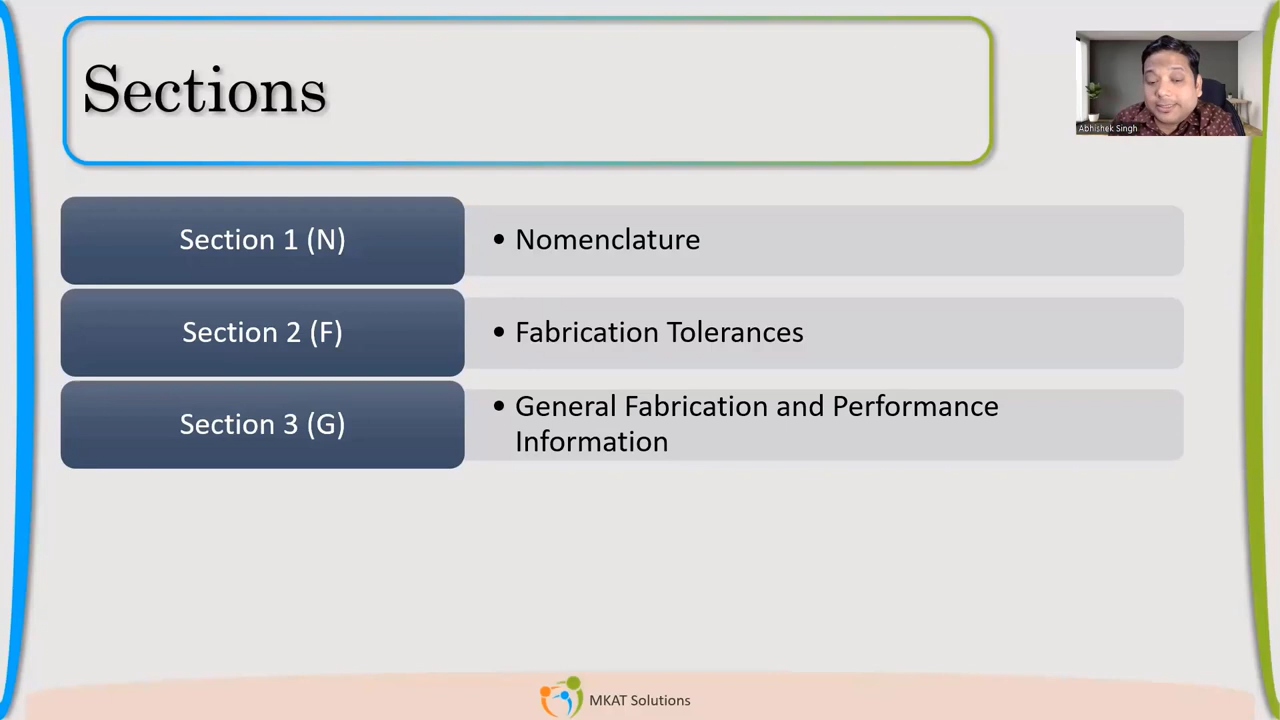 Sections
Abhishek Singh
Section 1 (N)
• Nomenclature
Section 2 (F)
• Fabrication Tolerances
Section 3 (G)
• General Fabrication and Performance
Information
MKAT Solutions